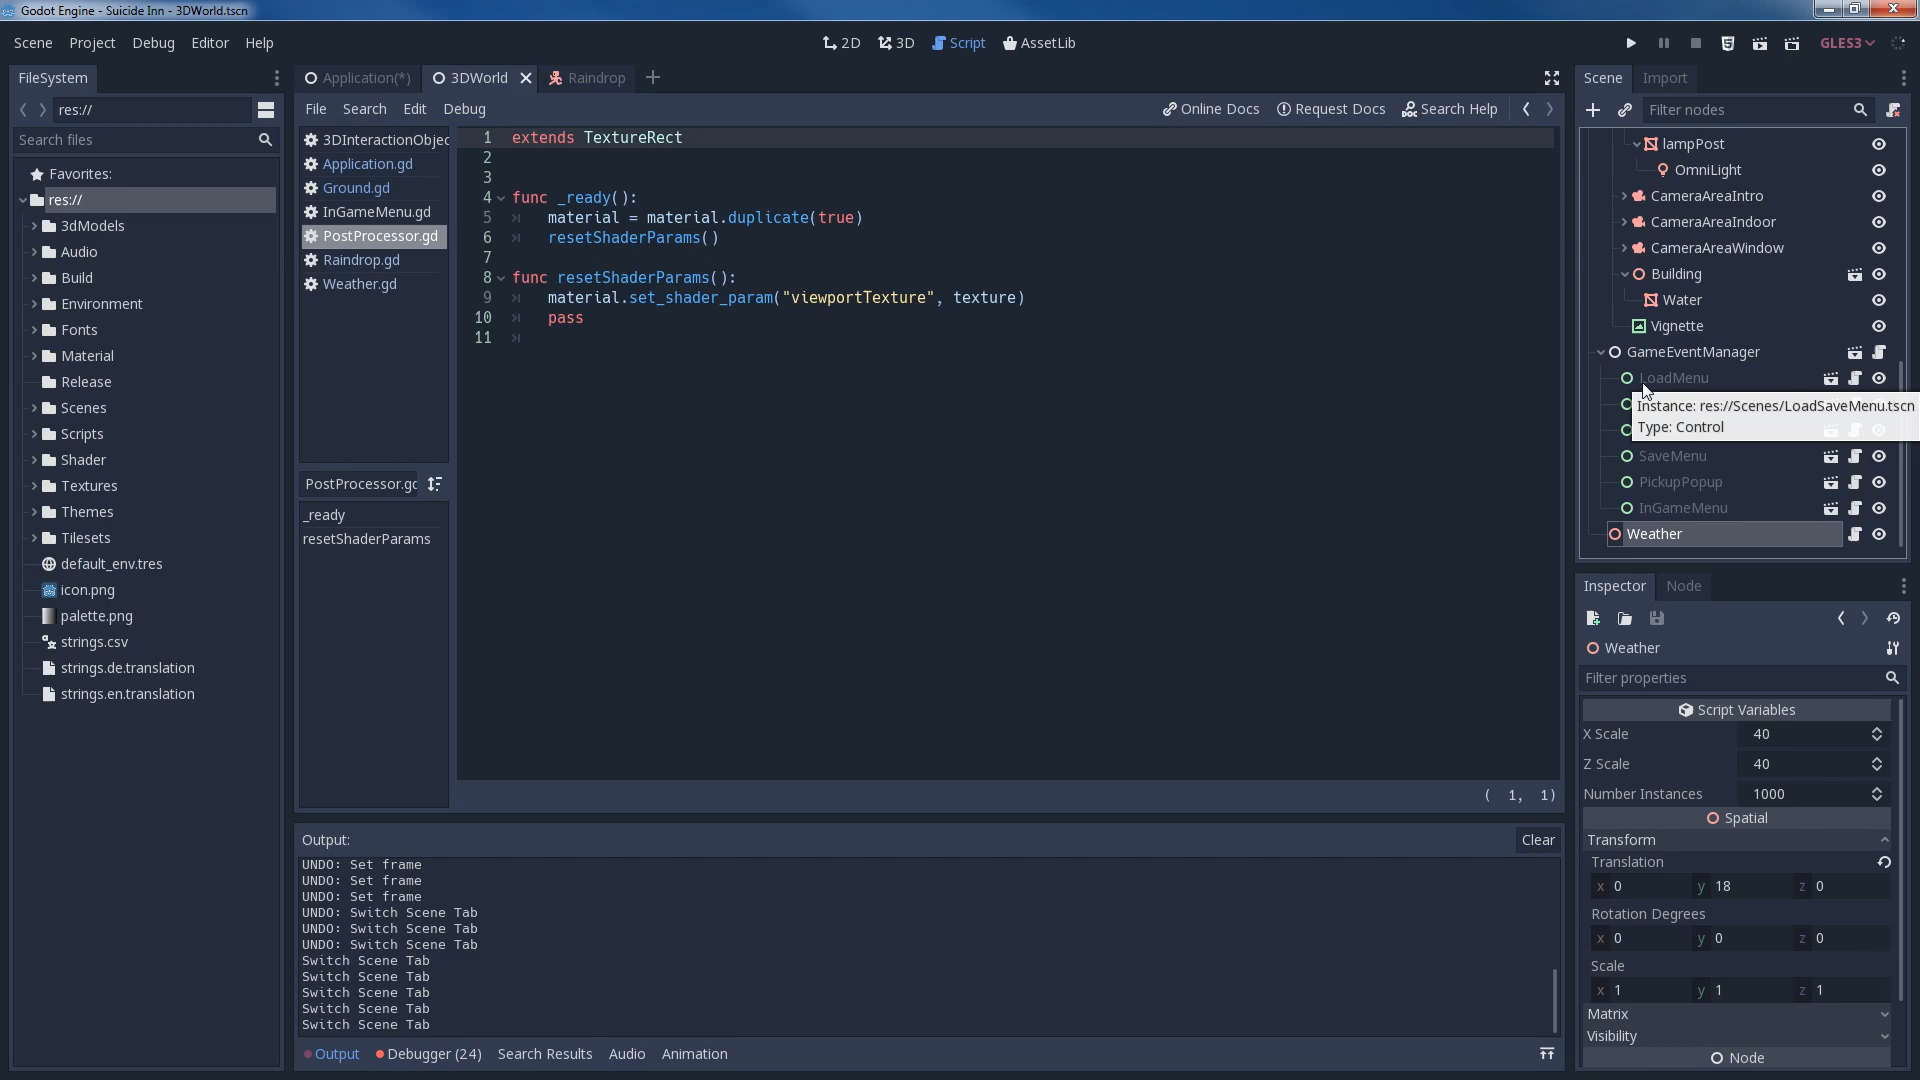 Godot Engine - Suicide Inn - 3DWorld.tscn
Scene Project Debug Editor Help
2D 3D Script AssetLib
GLES3
FileSystem
res://
Search files
Favorites:
res://
3dModels
Audio
Build
Environment
Fonts
Material
Release
Scenes
Scripts
Shader
Textures
Themes
Tilesets
default_env.tres
icon.png
palette.png
strings.csv
strings.de.translation
strings.en.translation
Application(*) 3DWorld Raindrop
File Search Edit Debug
Online Docs Request Docs Search Help
3DInteractionObjec
Application.gd
Ground.gd
InGameMenu.gd
PostProcessor.gd
Raindrop.gd
Weather.gd
PostProcessor.gd
_ready
resetShaderParams
1 extends TextureRect
2
3
4 func _ready():
5 material = material.duplicate(true)
6 resetShaderParams()
7
8 func resetShaderParams():
9 material.set_shader_param("viewportTexture", texture)
10 pass
11
( 1, 1)
Output:
Clear
UNDO: Set frame
UNDO: Set frame
UNDO: Set frame
UNDO: Switch Scene Tab
UNDO: Switch Scene Tab
UNDO: Switch Scene Tab
Switch Scene Tab
Switch Scene Tab
Switch Scene Tab
Switch Scene Tab
Switch Scene Tab
Output Debugger (24) Search Results Audio Animation
Scene Import
Filter nodes
lampPost
OmniLight
CameraAreaIntro
CameraAreaIndoor
CameraAreaWindow
Building
Water
Vignette
GameEventManager
LoadMenu
Instance: res://Scenes/LoadSaveMenu.tscn
Type: Control
SaveMenu
PickupPopup
InGameMenu
Weather
Inspector Node
Weather
Filter properties
Script Variables
X Scale 40
Z Scale 40
Number Instances 1000
Spatial
Transform
Translation
x 0 y 18 z 0
Rotation Degrees
x 0 y 0 z 0
Scale
x 1 y 1 z 1
Matrix
Visibility
Node